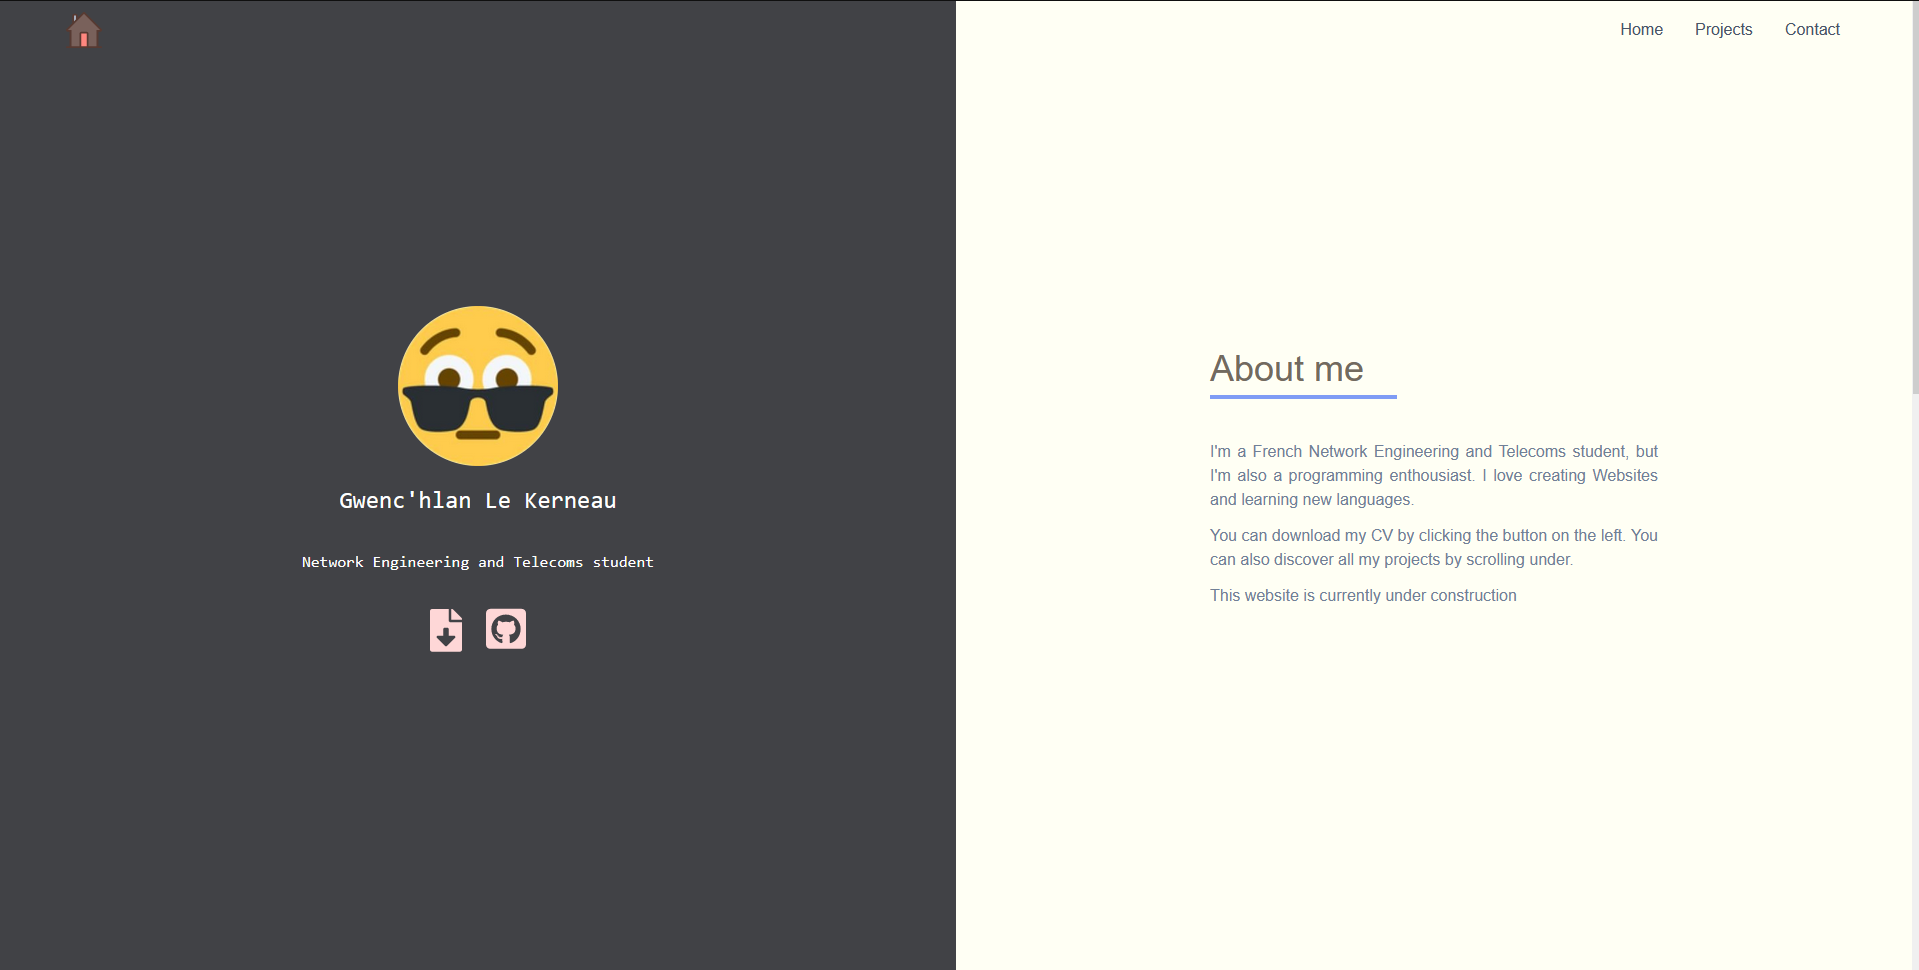 Home Projects Contact
Gwenc'hlan Le Kerneau
Network Engineering and Telecoms student
About me
I'm a French Network Engineering and Telecoms student, but
I'm also a programming enthousiast. I love creating Websites
and learning new languages.
You can download my CV by clicking the button on the left. You
can also discover all my projects by scrolling under.
This website is currently under construction